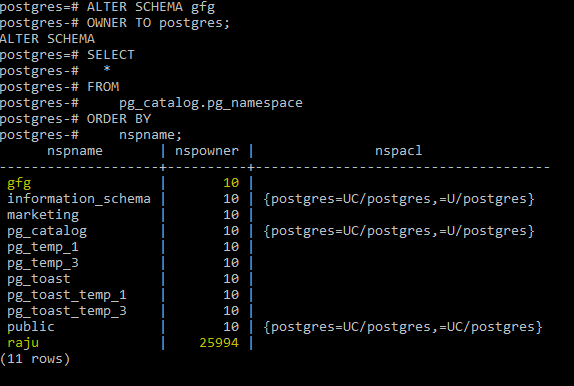 postgres=# ALTER SCHEMA gfg
postgres-# OWNER TO postgres;
ALTER SCHEMA
postgres=# SELECT
postgres-#   *
postgres-# FROM
postgres-#     pg_catalog.pg_namespace
postgres-# ORDER BY
postgres-#     nspname;
      nspname       | nspowner |               nspacl
--------------------+----------+-------------------------------------
 gfg                |       10 |
 information_schema |       10 | {postgres=UC/postgres,=U/postgres}
 marketing          |       10 |
 pg_catalog         |       10 | {postgres=UC/postgres,=U/postgres}
 pg_temp_1          |       10 |
 pg_temp_3          |       10 |
 pg_toast           |       10 |
 pg_toast_temp_1    |       10 |
 pg_toast_temp_3    |       10 |
 public             |       10 | {postgres=UC/postgres,=UC/postgres}
 raju               |    25994 |
(11 rows)